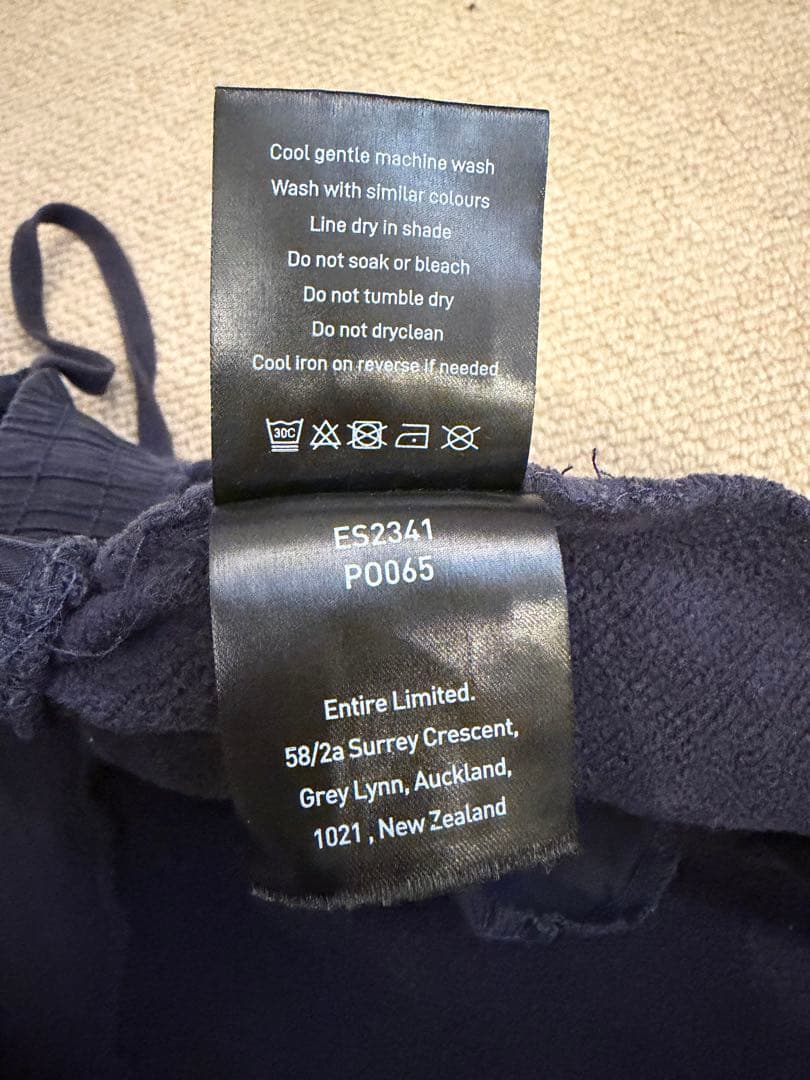 Cool gentle machine wash
Wash with similar colours
Line dry in shade
Do not soak or bleach
Do not tumble dry
Do not dryclean
Cool iron on reverse if needed
30C
ES2341
PO065
Entire Limited.
58/2a Surrey Crescent,
Grey Lynn, Auckland,
1021 , New Zealand